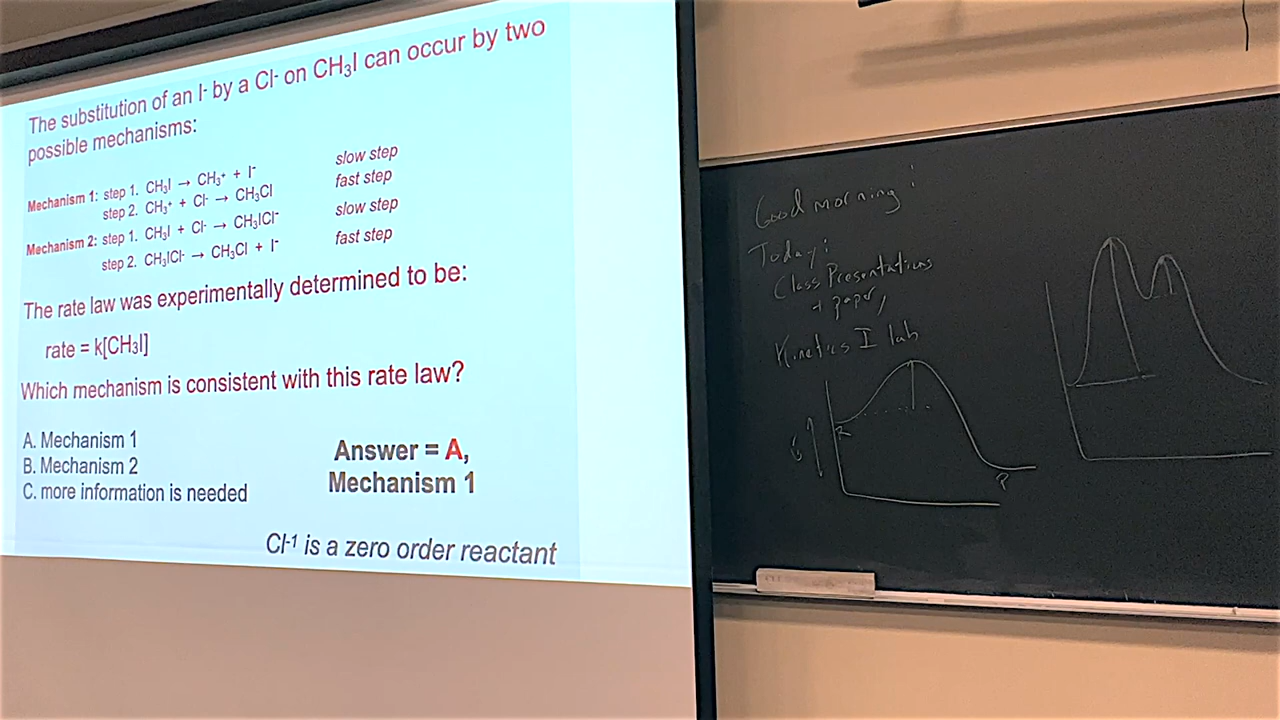 The substitution of an I- by a Cl- on CH3I can occur by two
possible mechanisms:
Mechanism 1: step 1. CH3I → CH3+ + I- slow step
step 2. CH3+ + Cl- → CH3Cl fast step
Mechanism 2: step 1. CH3I + Cl- → CH3ICl- slow step
step 2. CH3ICl- → CH3Cl + I- fast step
The rate law was experimentally determined to be:
rate = k[CH3I]
Which mechanism is consistent with this rate law?
A. Mechanism 1
B. Mechanism 2
C. more information is needed
Answer = A,
Mechanism 1
Cl-1 is a zero order reactant
Good morning!
Today:
Class Presentations
+ paper,
Kinetics I lab
R
P